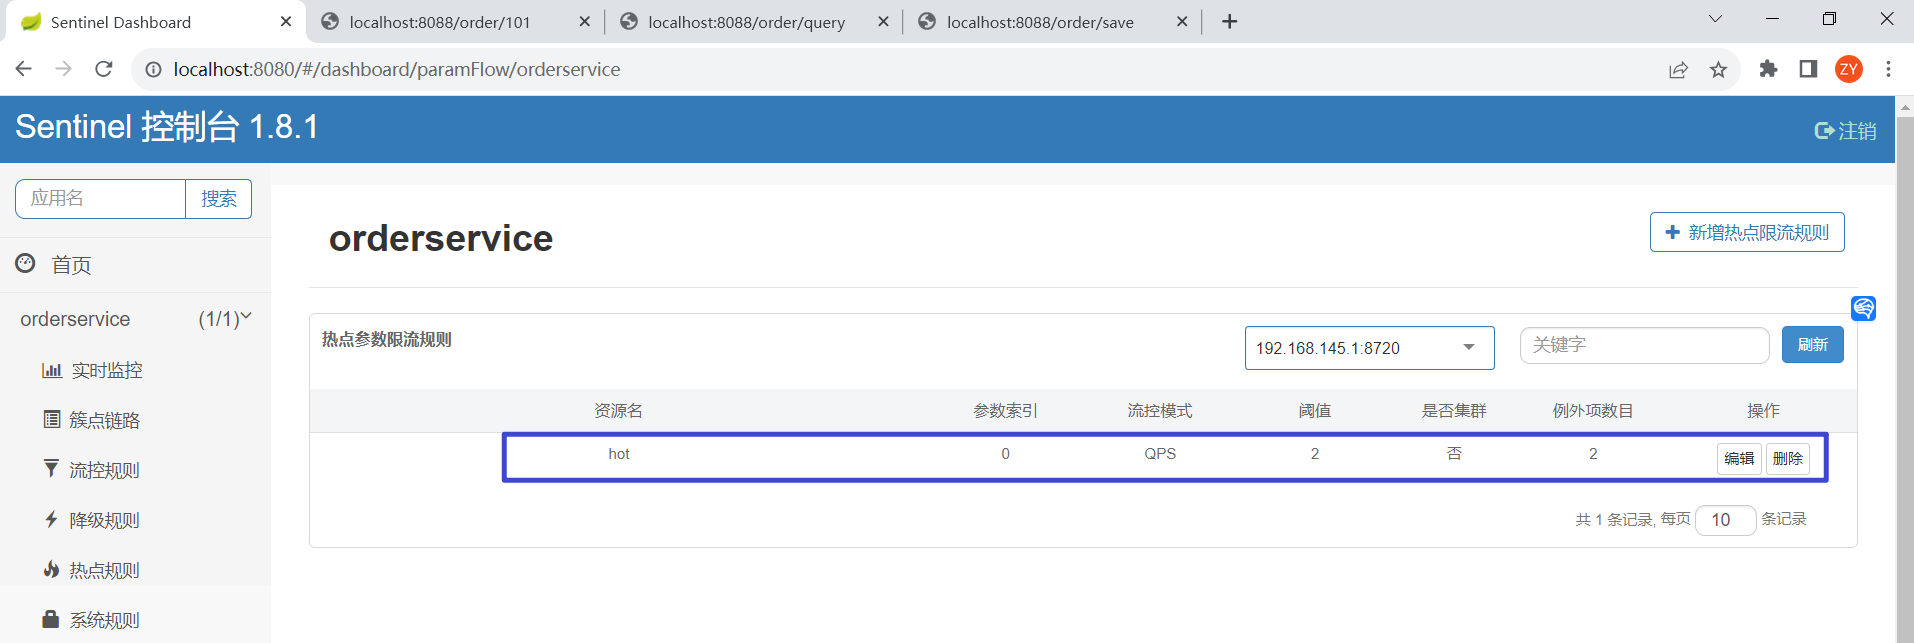 Sentinel Dashboard
localhost:8088/order/101
localhost:8088/order/query
localhost:8088/order/save
localhost:8080/#/dashboard/paramFlow/orderservice
ZY
Sentinel 控制台 1.8.1
注销
应用名
搜索
首页
orderservice (1/1)
实时监控
簇点链路
流控规则
降级规则
热点规则
系统规则
orderservice
新增热点限流规则
热点参数限流规则
192.168.145.1:8720
关键字
刷新
资源名 参数索引 流控模式 阈值 是否集群 例外项数目 操作
hot 0 QPS 2 否 2 编辑 删除
共 1 条记录, 每页 10 条记录